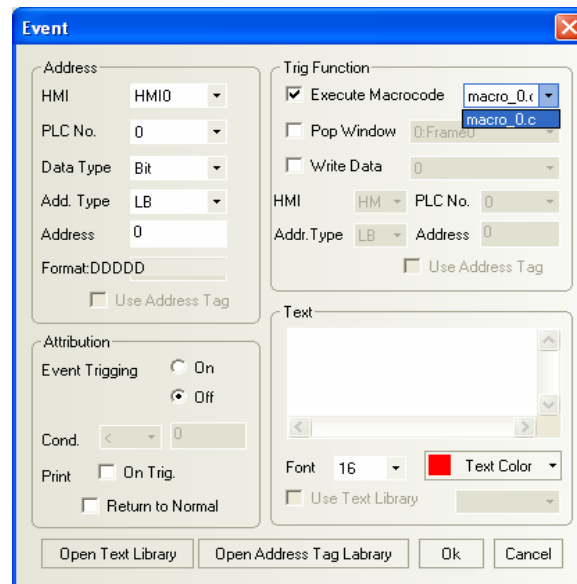 Event
Address
HMI HMI0
PLC No. 0
Data Type Bit
Add. Type LB
Address 0
Format:DDDDD
Use Address Tag
Attribution
Event Trigging On
Off
Cond. < 0
Print On Trig.
Return to Normal
Trig Function
Execute Macrocode macro_0.c
macro_0.c
Pop Window 0:Frame0
Write Data 0
HMI HM PLC No. 0
Addr.Type LB Address 0
Use Address Tag
Text
Font 16 Text Color
Use Text Library
Open Text Library Open Address Tag Labrary Ok Cancel